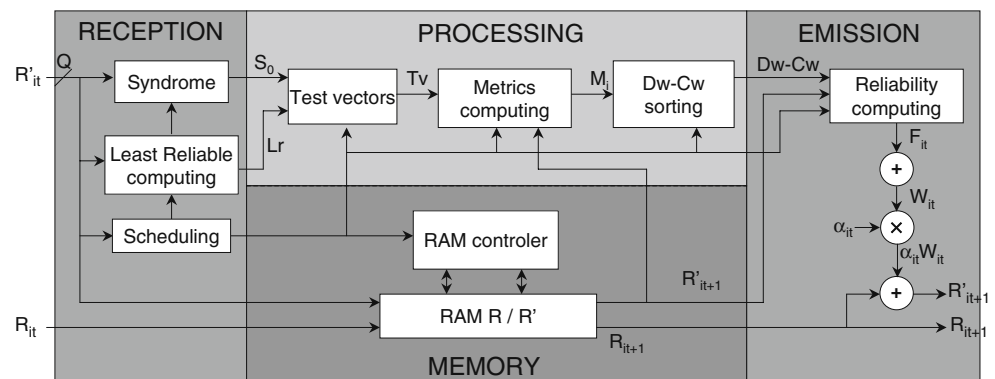 RECEPTION
PROCESSING
EMISSION
R'it
Q
Syndrome
S0
Test vectors
Tv
Metrics
computing
Mi
Dw-Cw
sorting
Dw-Cw
Reliability
computing
Least Reliable
computing
Lr
Fit
+
Wit
Scheduling
RAM controler
αit
×
αitWit
R'it+1
+
R'it+1
Rit
RAM R / R'
Rit+1
Rit+1
MEMORY